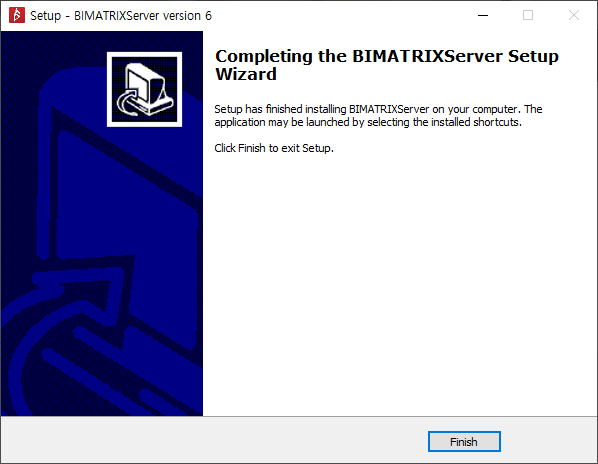 Setup - BIMATRIXServer version 6
Completing the BIMATRIXServer Setup
Wizard
Setup has finished installing BIMATRIXServer on your computer. The
application may be launched by selecting the installed shortcuts.
Click Finish to exit Setup.
Finish